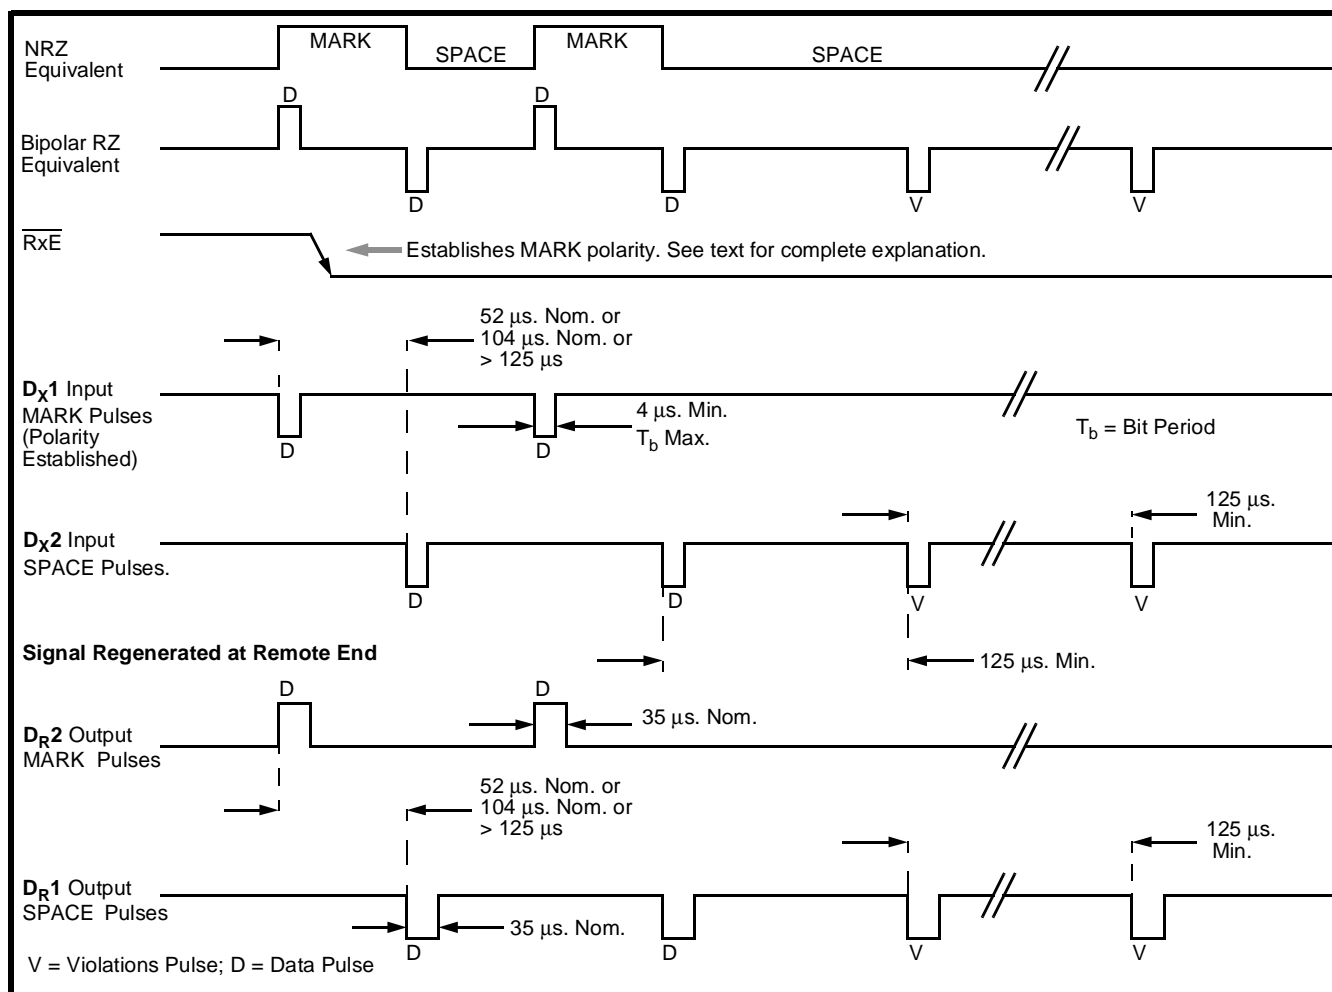 NRZ
Equivalent
MARK
SPACE
MARK
SPACE
D
D
Bipolar RZ
Equivalent
D
D
V
V
RxE
Establishes MARK polarity. See text for complete explanation.
52 μs. Nom. or
104 μs. Nom. or
> 125 μs
DX1 Input
MARK Pulses
(Polarity
Established)
D
D
4 μs. Min.
Tb Max.
Tb = Bit Period
125 μs.
Min.
DX2 Input
SPACE Pulses.
D
D
V
V
Signal Regenerated at Remote End
125 μs. Min.
D
D
35 μs. Nom.
DR2 Output
MARK Pulses
52 μs. Nom. or
104 μs. Nom. or
> 125 μs
125 μs.
Min.
DR1 Output
SPACE Pulses
35 μs. Nom.
D
D
V
V
V = Violations Pulse; D = Data Pulse